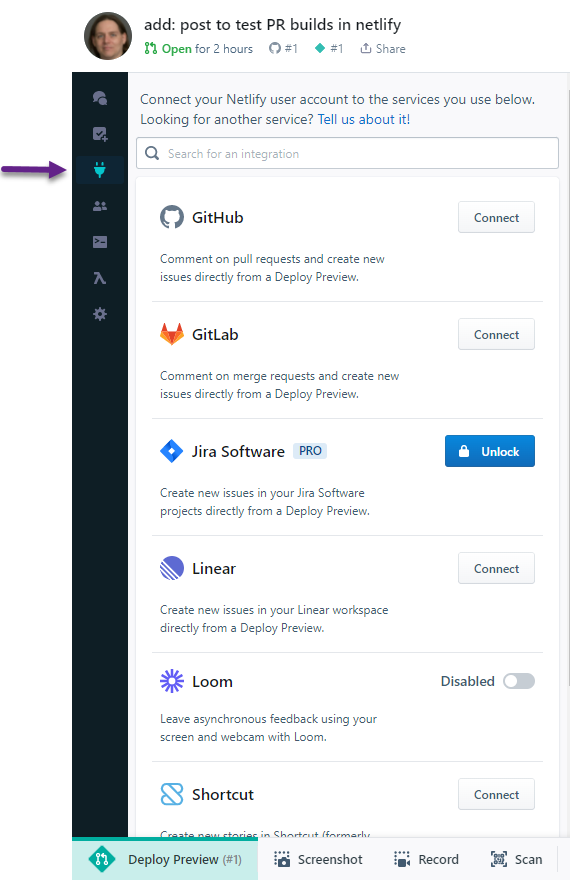 add: post to test PR builds in netlify
Open for 2 hours #1 #1 Share
Connect your Netlify user account to the services you use below.
Looking for another service? Tell us about it!
Search for an integration
GitHub
Connect
Comment on pull requests and create new
issues directly from a Deploy Preview.
GitLab
Connect
Comment on merge requests and create new
issues directly from a Deploy Preview.
Jira Software PRO
Unlock
Create new issues in your Jira Software
projects directly from a Deploy Preview.
Linear
Connect
Create new issues in your Linear workspace
directly from a Deploy Preview.
Loom
Disabled
Leave asynchronous feedback using your
screen and webcam with Loom.
Shortcut
Connect
Create new stories in Shortcut (formerly
Deploy Preview (#1) Screenshot Record Scan